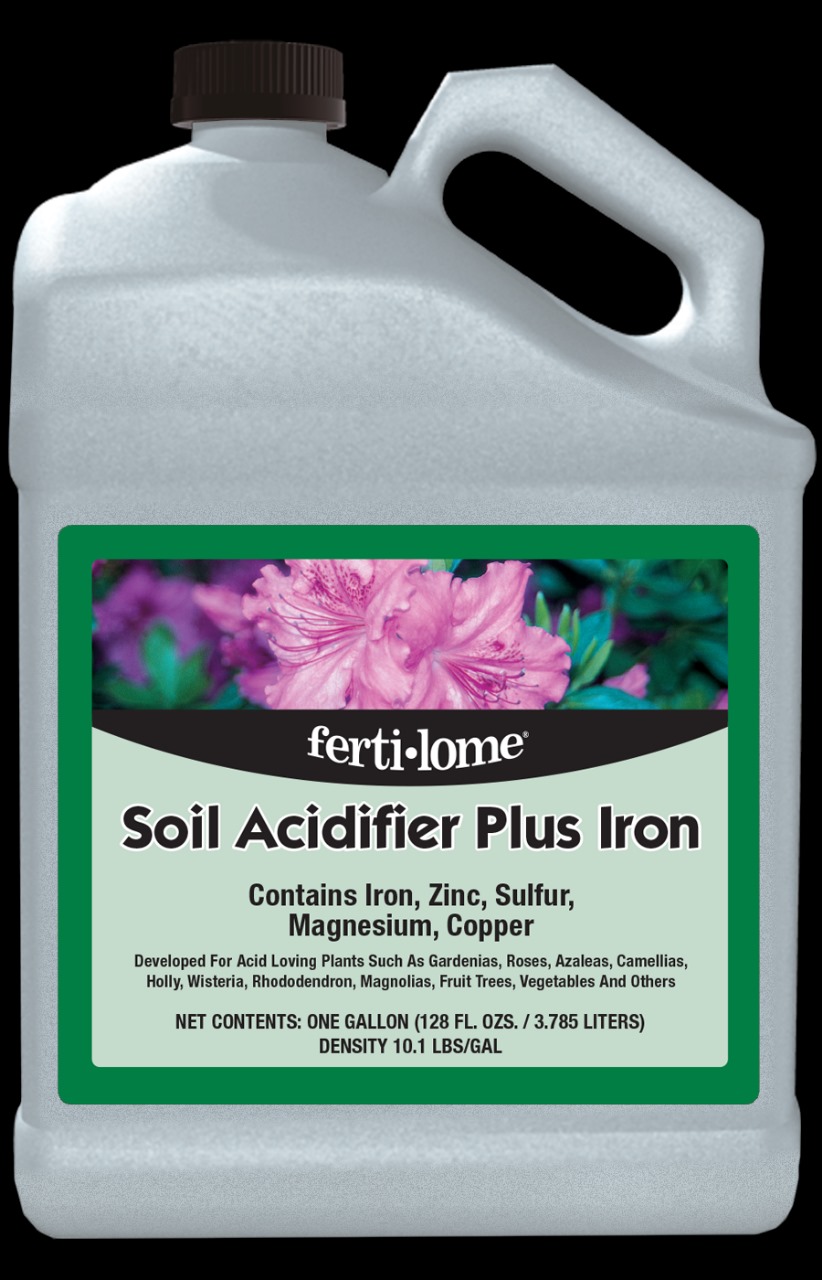 ferti•lome®
Soil Acidifier Plus Iron
Contains Iron, Zinc, Sulfur,
Magnesium, Copper
Developed For Acid Loving Plants Such As Gardenias, Roses, Azaleas, Camellias,
Holly, Wisteria, Rhododendron, Magnolias, Fruit Trees, Vegetables And Others
NET CONTENTS: ONE GALLON (128 FL. OZS. / 3.785 LITERS)
DENSITY 10.1 LBS/GAL